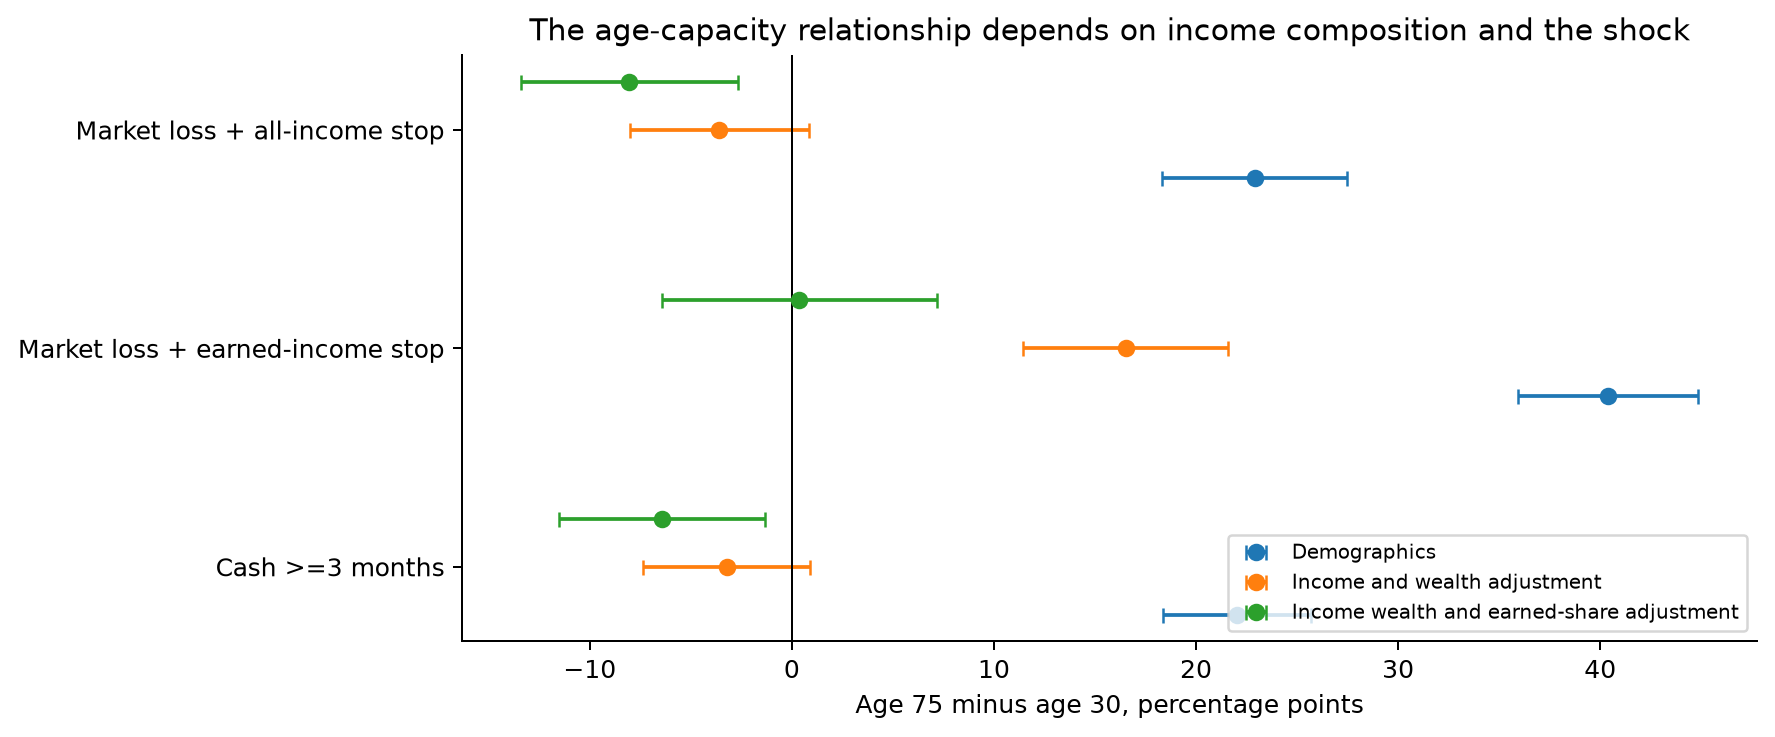 The age-capacity relationship depends on income composition and the shock
Market loss + all-income stop
Market loss + earned-income stop
Cash >=3 months
Demographics
Income and wealth adjustment
Income wealth and earned-share adjustment
−10 0 10 20 30 40
Age 75 minus age 30, percentage points